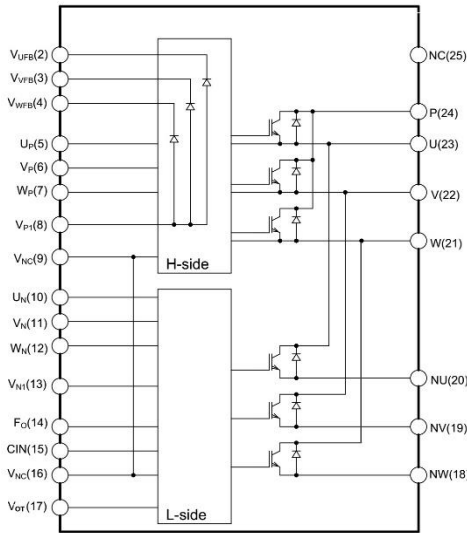 VUFB(2)
VVFB(3)
VWFB(4)
UP(5)
VP(6)
WP(7)
VP1(8)
VNC(9)
UN(10)
VN(11)
WN(12)
VN1(13)
FO(14)
CIN(15)
VNC(16)
VOT(17)
H-side
L-side
NC(25)
P(24)
U(23)
V(22)
W(21)
NU(20)
NV(19)
NW(18)